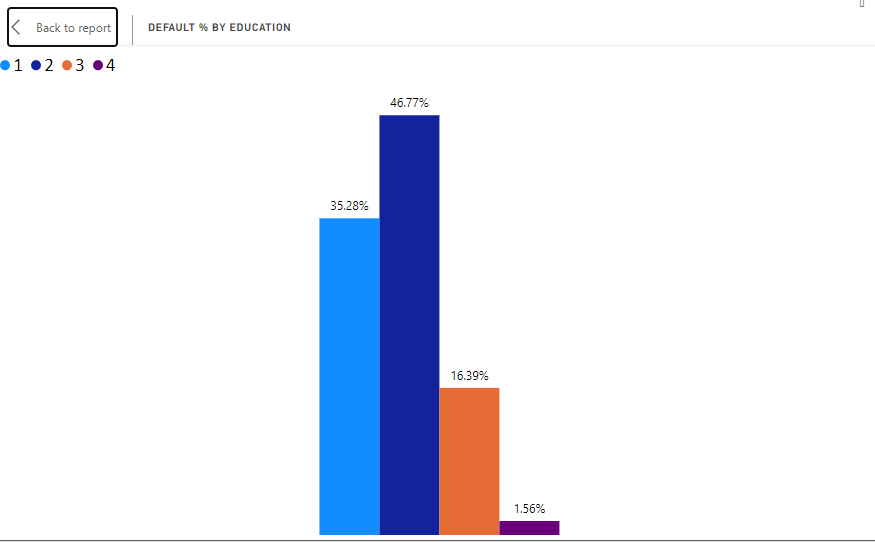 Back to report
DEFAULT % BY EDUCATION
1 2 3 4
46.77%
35.28%
16.39%
1.56%